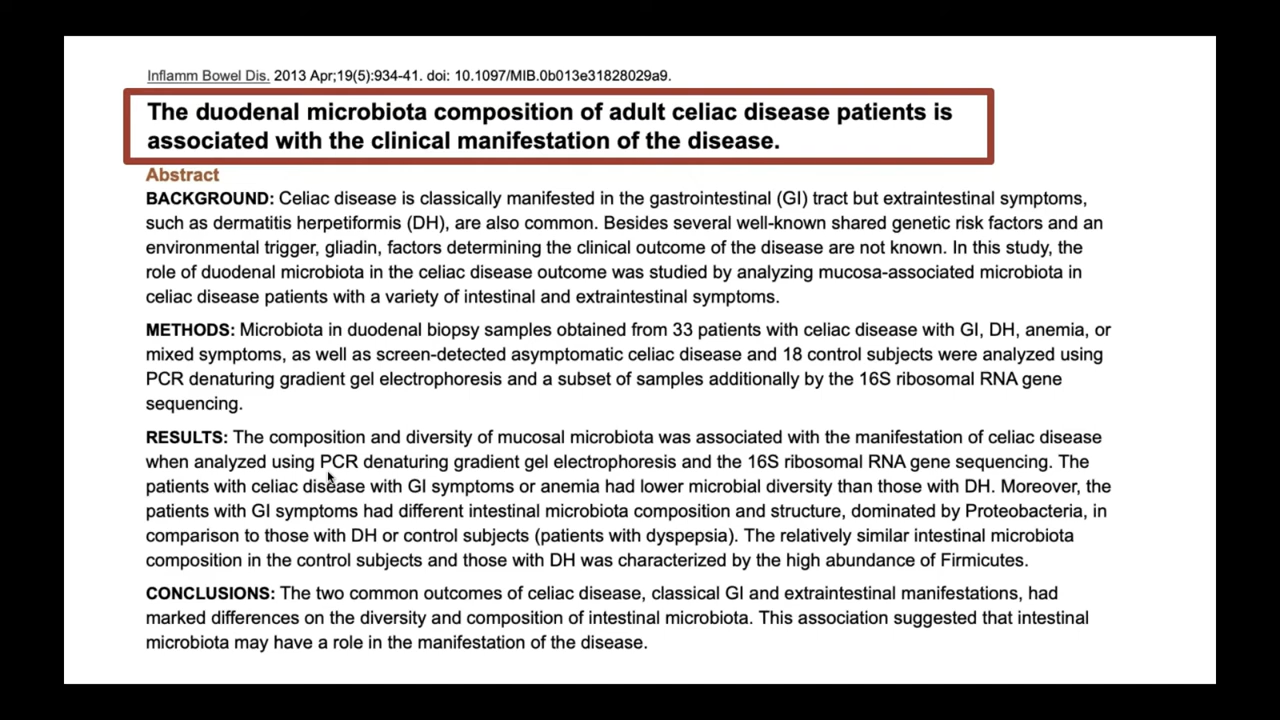 Inflamm Bowel Dis. 2013 Apr;19(5):934-41. doi: 10.1097/MIB.0b013e31828029a9.
The duodenal microbiota composition of adult celiac disease patients is
associated with the clinical manifestation of the disease.
Abstract
BACKGROUND: Celiac disease is classically manifested in the gastrointestinal (GI) tract but extraintestinal symptoms,
such as dermatitis herpetiformis (DH), are also common. Besides several well-known shared genetic risk factors and an
environmental trigger, gliadin, factors determining the clinical outcome of the disease are not known. In this study, the
role of duodenal microbiota in the celiac disease outcome was studied by analyzing mucosa-associated microbiota in
celiac disease patients with a variety of intestinal and extraintestinal symptoms.
METHODS: Microbiota in duodenal biopsy samples obtained from 33 patients with celiac disease with GI, DH, anemia, or
mixed symptoms, as well as screen-detected asymptomatic celiac disease and 18 control subjects were analyzed using
PCR denaturing gradient gel electrophoresis and a subset of samples additionally by the 16S ribosomal RNA gene
sequencing.
RESULTS: The composition and diversity of mucosal microbiota was associated with the manifestation of celiac disease
when analyzed using PCR denaturing gradient gel electrophoresis and the 16S ribosomal RNA gene sequencing. The
patients with celiac disease with GI symptoms or anemia had lower microbial diversity than those with DH. Moreover, the
patients with GI symptoms had different intestinal microbiota composition and structure, dominated by Proteobacteria, in
comparison to those with DH or control subjects (patients with dyspepsia). The relatively similar intestinal microbiota
composition in the control subjects and those with DH was characterized by the high abundance of Firmicutes.
CONCLUSIONS: The two common outcomes of celiac disease, classical GI and extraintestinal manifestations, had
marked differences on the diversity and composition of intestinal microbiota. This association suggested that intestinal
microbiota may have a role in the manifestation of the disease.